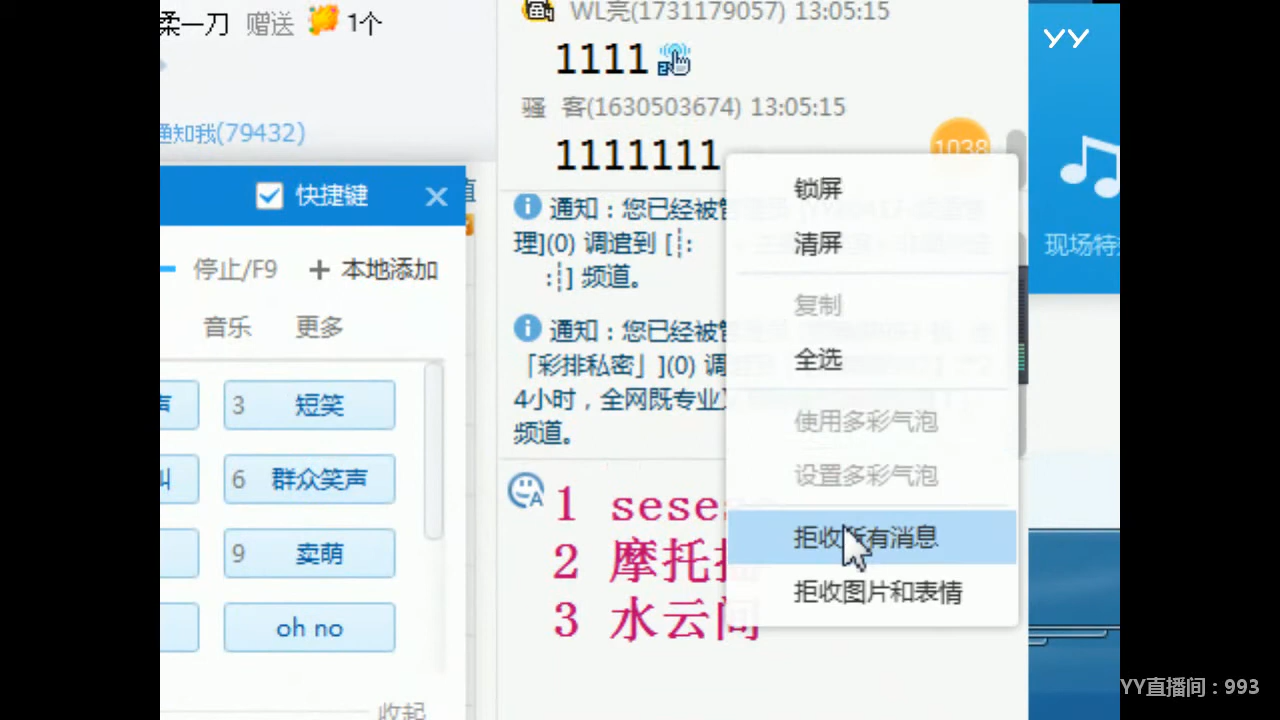 柔一刀 赠送 1个
通知我(79432)
快捷键
停止/F9 + 本地添加
音乐 更多
3 短笑
6 群众笑声
9 卖萌
oh no
收起
WL亮(1731179057) 13:05:15
1111
骚 客(1630503674) 13:05:15
1111111
1038
通知：您已经被管
理](0) 调谊到 [┊:
:┊] 频道。
通知：您已经被管
「彩排私密」](0) 调
4小时，全网既专业
频道。
1 sese
2 摩托
3 水云间
锁屏
清屏
复制
全选
使用多彩气泡
设置多彩气泡
拒收所有消息
拒收图片和表情
YY
现场特
YY直播间：993